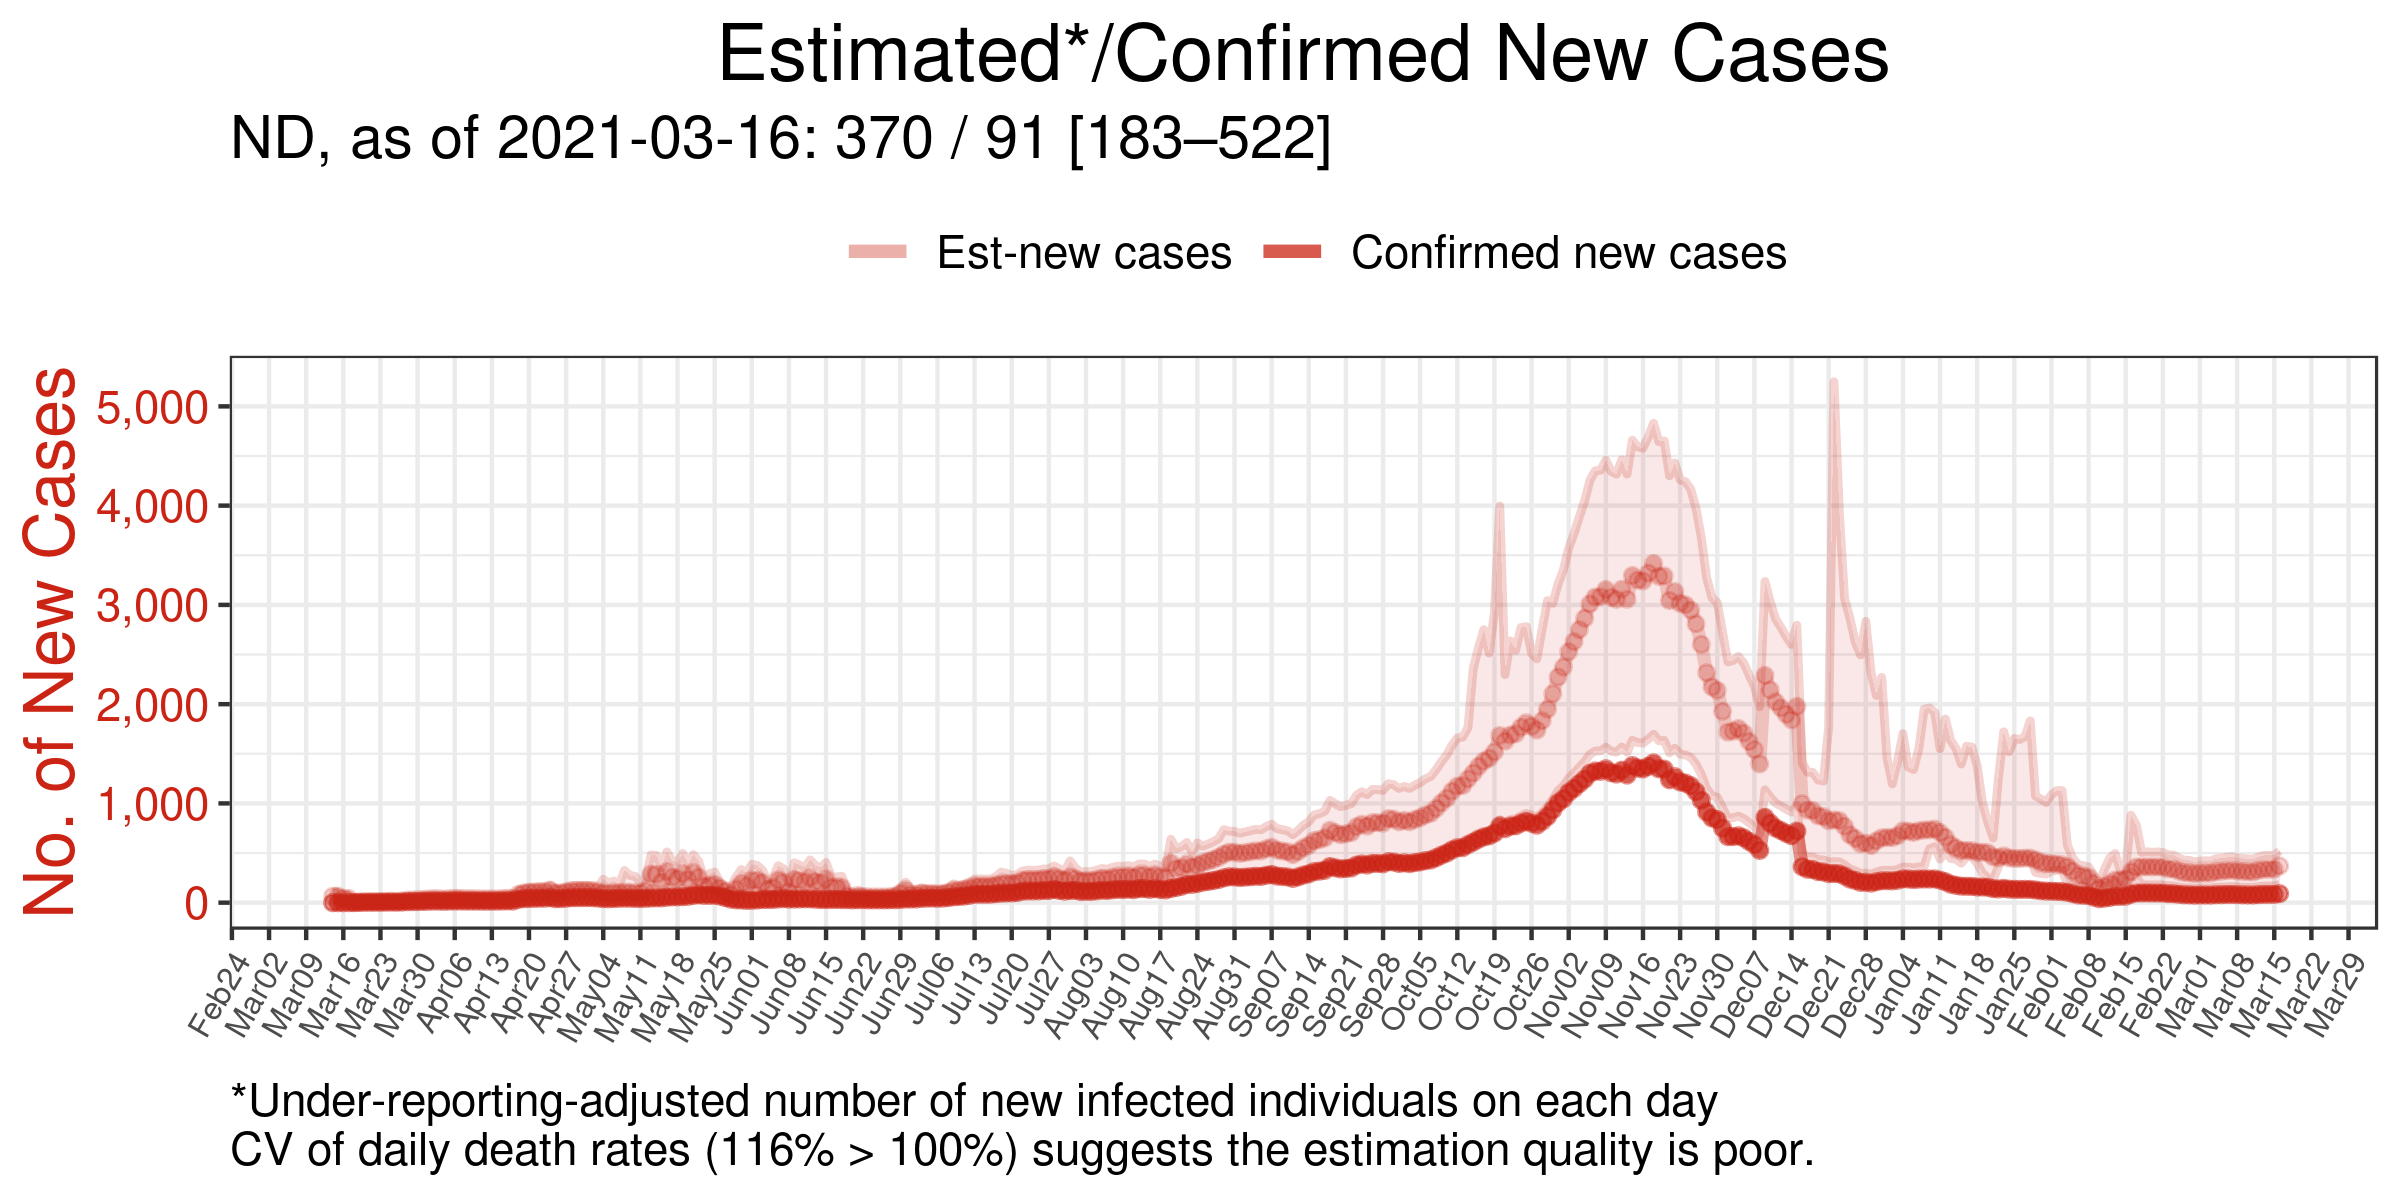 Estimated*/Confirmed New Cases
ND, as of 2021-03-16: 370 / 91 [183–522]
Est-new cases
Confirmed new cases
No. of New Cases
5,000
4,000
3,000
2,000
1,000
0
Feb24
Mar02
Mar09
Mar16
Mar23
Mar30
Apr06
Apr13
Apr20
Apr27
May04
May11
May18
May25
Jun01
Jun08
Jun15
Jun22
Jun29
Jul06
Jul13
Jul20
Jul27
Aug03
Aug10
Aug17
Aug24
Aug31
Sep07
Sep14
Sep21
Sep28
Oct05
Oct12
Oct19
Oct26
Nov02
Nov09
Nov16
Nov23
Nov30
Dec07
Dec14
Dec21
Dec28
Jan04
Jan11
Jan18
Jan25
Feb01
Feb08
Feb15
Feb22
Mar01
Mar08
Mar15
Mar22
Mar29
*Under-reporting-adjusted number of new infected individuals on each day
CV of daily death rates (116% > 100%) suggests the estimation quality is poor.